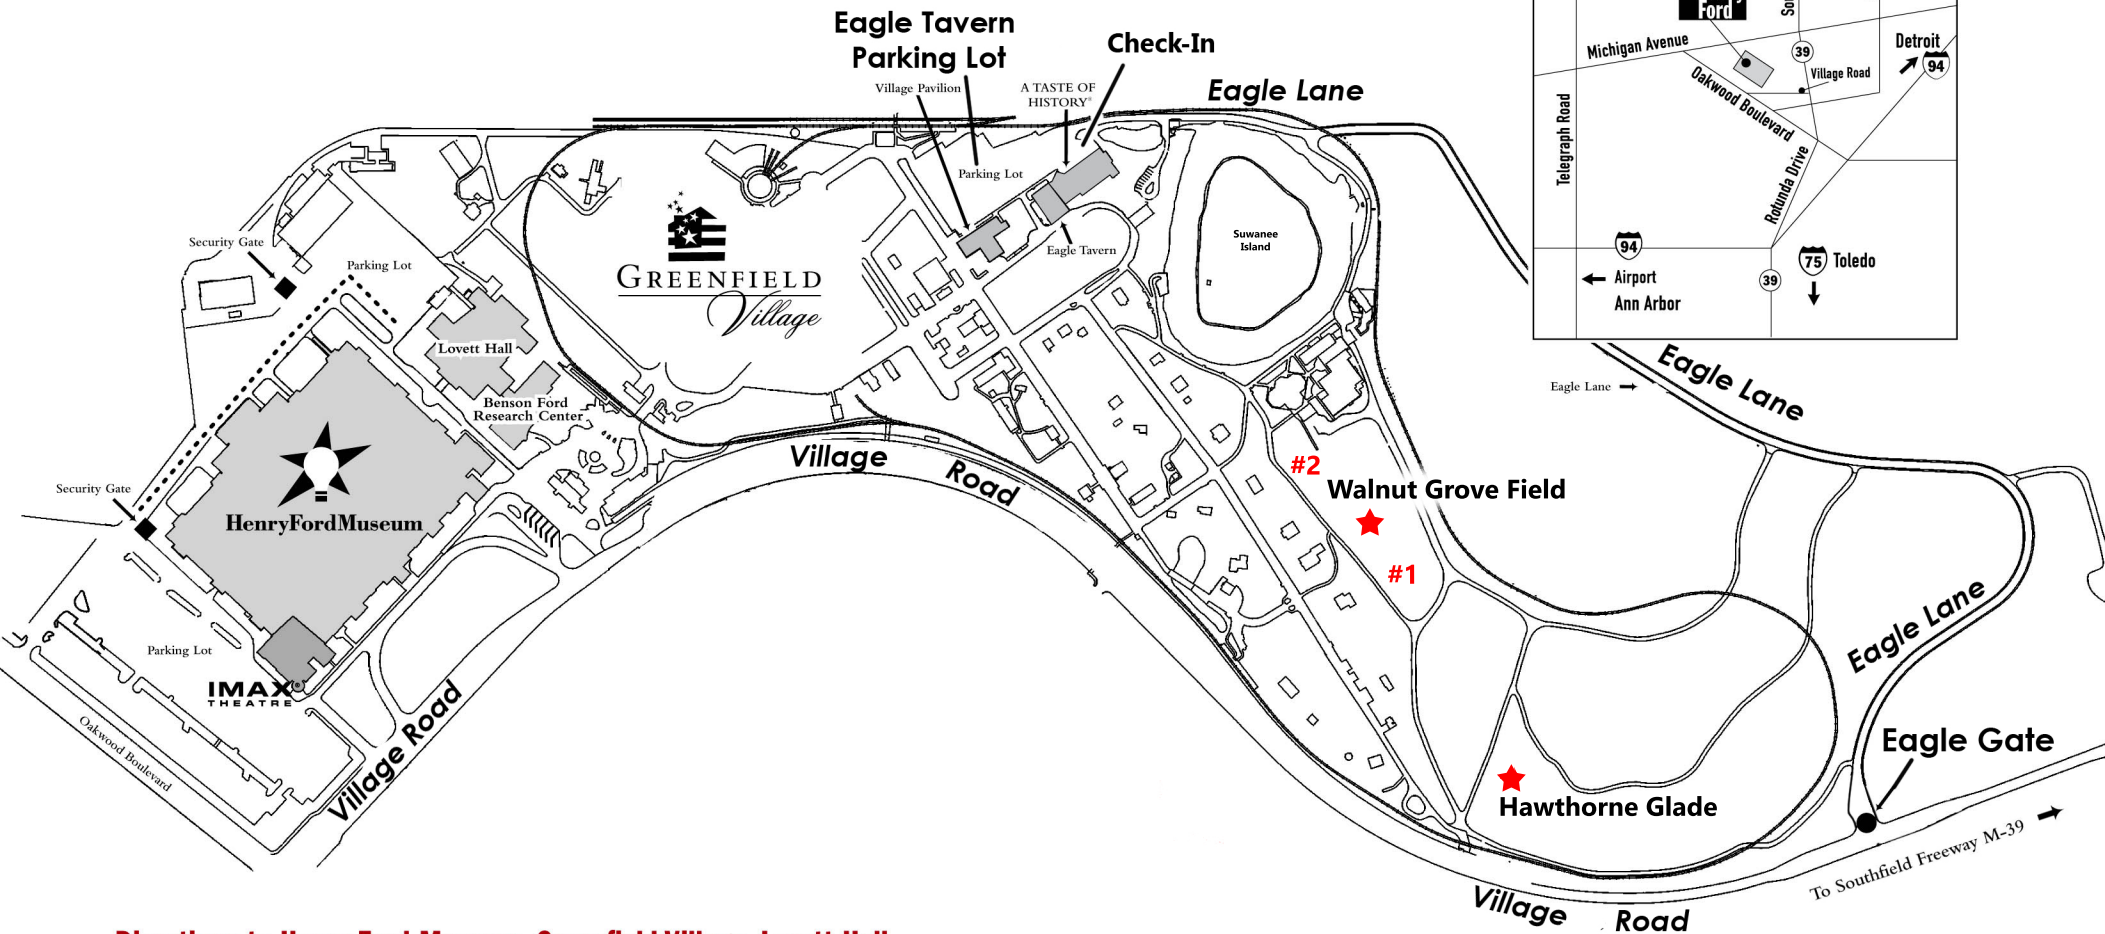 Eagle Tavern
Parking Lot
Check-In
Village Pavilion
A TASTE OF
HISTORY®
Eagle Lane
Parking Lot
Eagle Tavern
Suwanee
Island
Security Gate
Parking Lot
GREENFIELD
Village
Lovett Hall
Benson Ford
Research Center
Security Gate
HenryFordMuseum
Village
Road
#2
Walnut Grove Field
#1
Parking Lot
IMAX®
THEATRE
Oakwood Boulevard
Village Road
Hawthorne Glade
Eagle Gate
To Southfield Freeway M-39
Village
Road
Eagle Lane
Eagle Lane
Eagle Lane
Ford
Michigan Avenue
39
Detroit
94
Village Road
Oakwood Boulevard
Telegraph Road
Rotunda Drive
94
Airport
Ann Arbor
39
75
Toledo